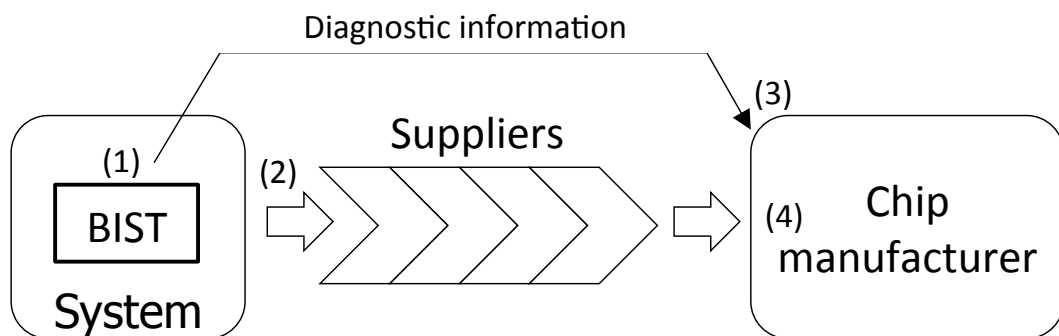 Diagnostic information
(3)
Suppliers
(1)
(2)
BIST
(4)
Chip
manufacturer
System